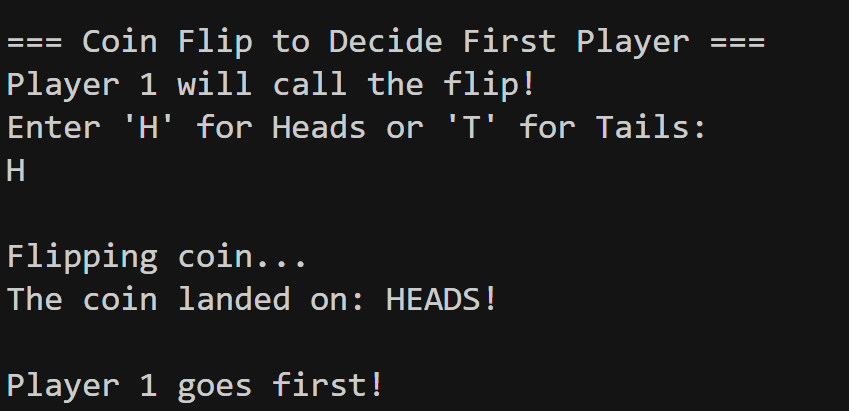 === Coin Flip to Decide First Player ===
Player 1 will call the flip!
Enter 'H' for Heads or 'T' for Tails:
H
Flipping coin...
The coin landed on: HEADS!
Player 1 goes first!